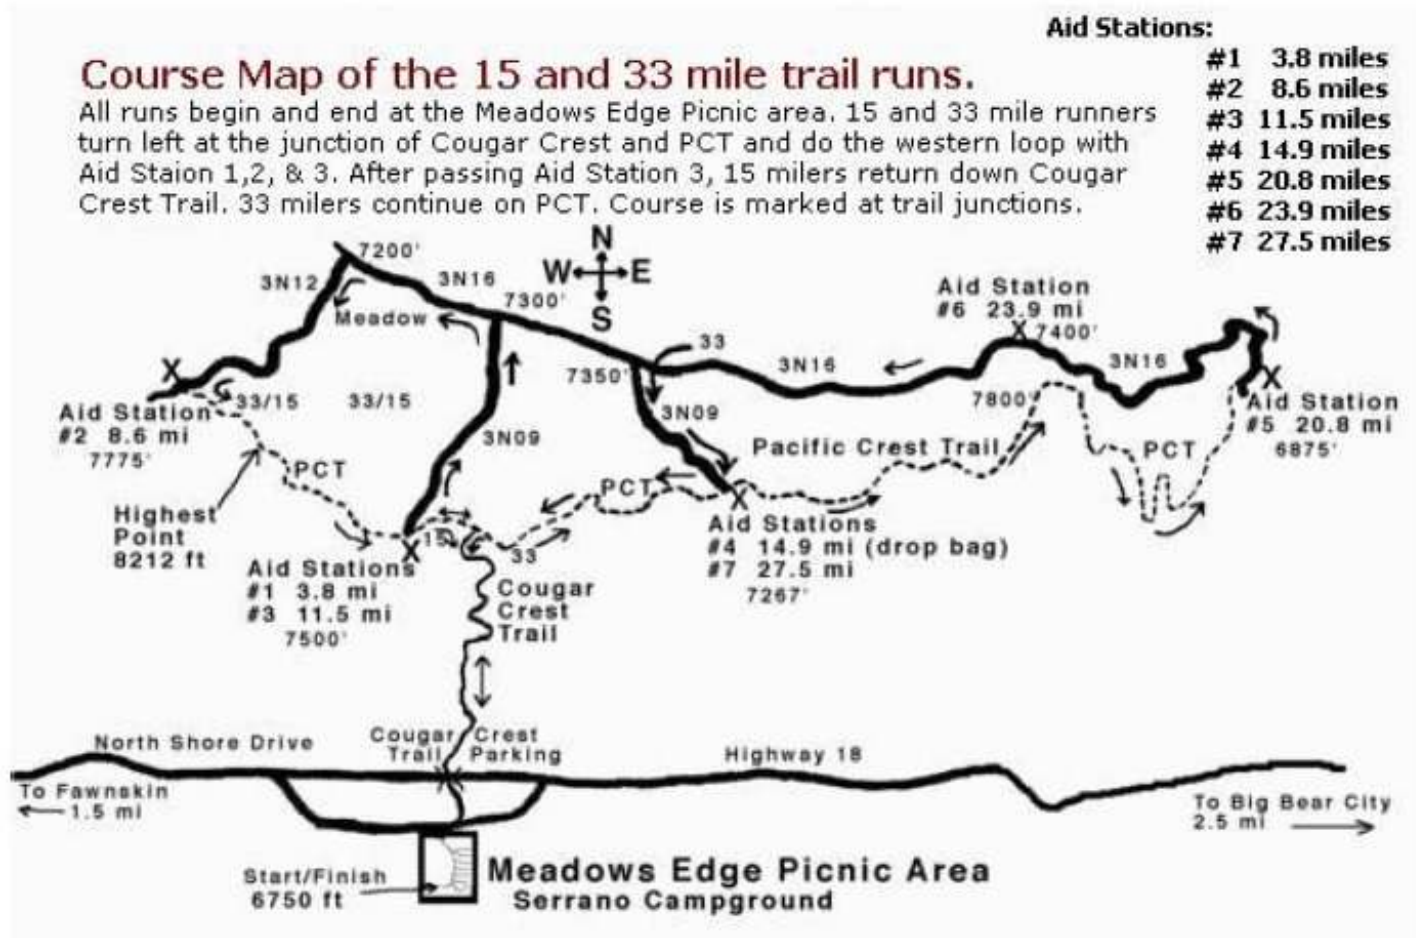 Aid Stations:
#1 3.8 miles
#2 8.6 miles
#3 11.5 miles
#4 14.9 miles
#5 20.8 miles
#6 23.9 miles
#7 27.5 miles
Course Map of the 15 and 33 mile trail runs.
All runs begin and end at the Meadows Edge Picnic area. 15 and 33 mile runners
turn left at the junction of Cougar Crest and PCT and do the western loop with
Aid Staion 1,2, & 3. After passing Aid Station 3, 15 milers return down Cougar
Crest Trail. 33 milers continue on PCT. Course is marked at trail junctions.
N
W E
S
7200'
3N12
3N16
7300'
Meadow
X
33/15
33/15
Aid Station
#2 8.6 mi
7775'
PCT
3N09
Highest
Point
8212 ft
X
15
Aid Stations
#1 3.8 mi
#3 11.5 mi
7500'
33
7350'
3N09
3N16
Aid Station
#6 23.9 mi
X 7400'
3N16
7800'
X
Aid Station
#5 20.8 mi
6875'
Pacific Crest Trail
PCT
PCT
X
Aid Stations
#4 14.9 mi (drop bag)
#7 27.5 mi
7267'
33
Cougar
Crest
Trail
North Shore Drive
Cougar Crest
Trail Parking
Highway 18
To Fawnskin
1.5 mi
To Big Bear City
2.5 mi
Start/Finish
6750 ft
Meadows Edge Picnic Area
Serrano Campground